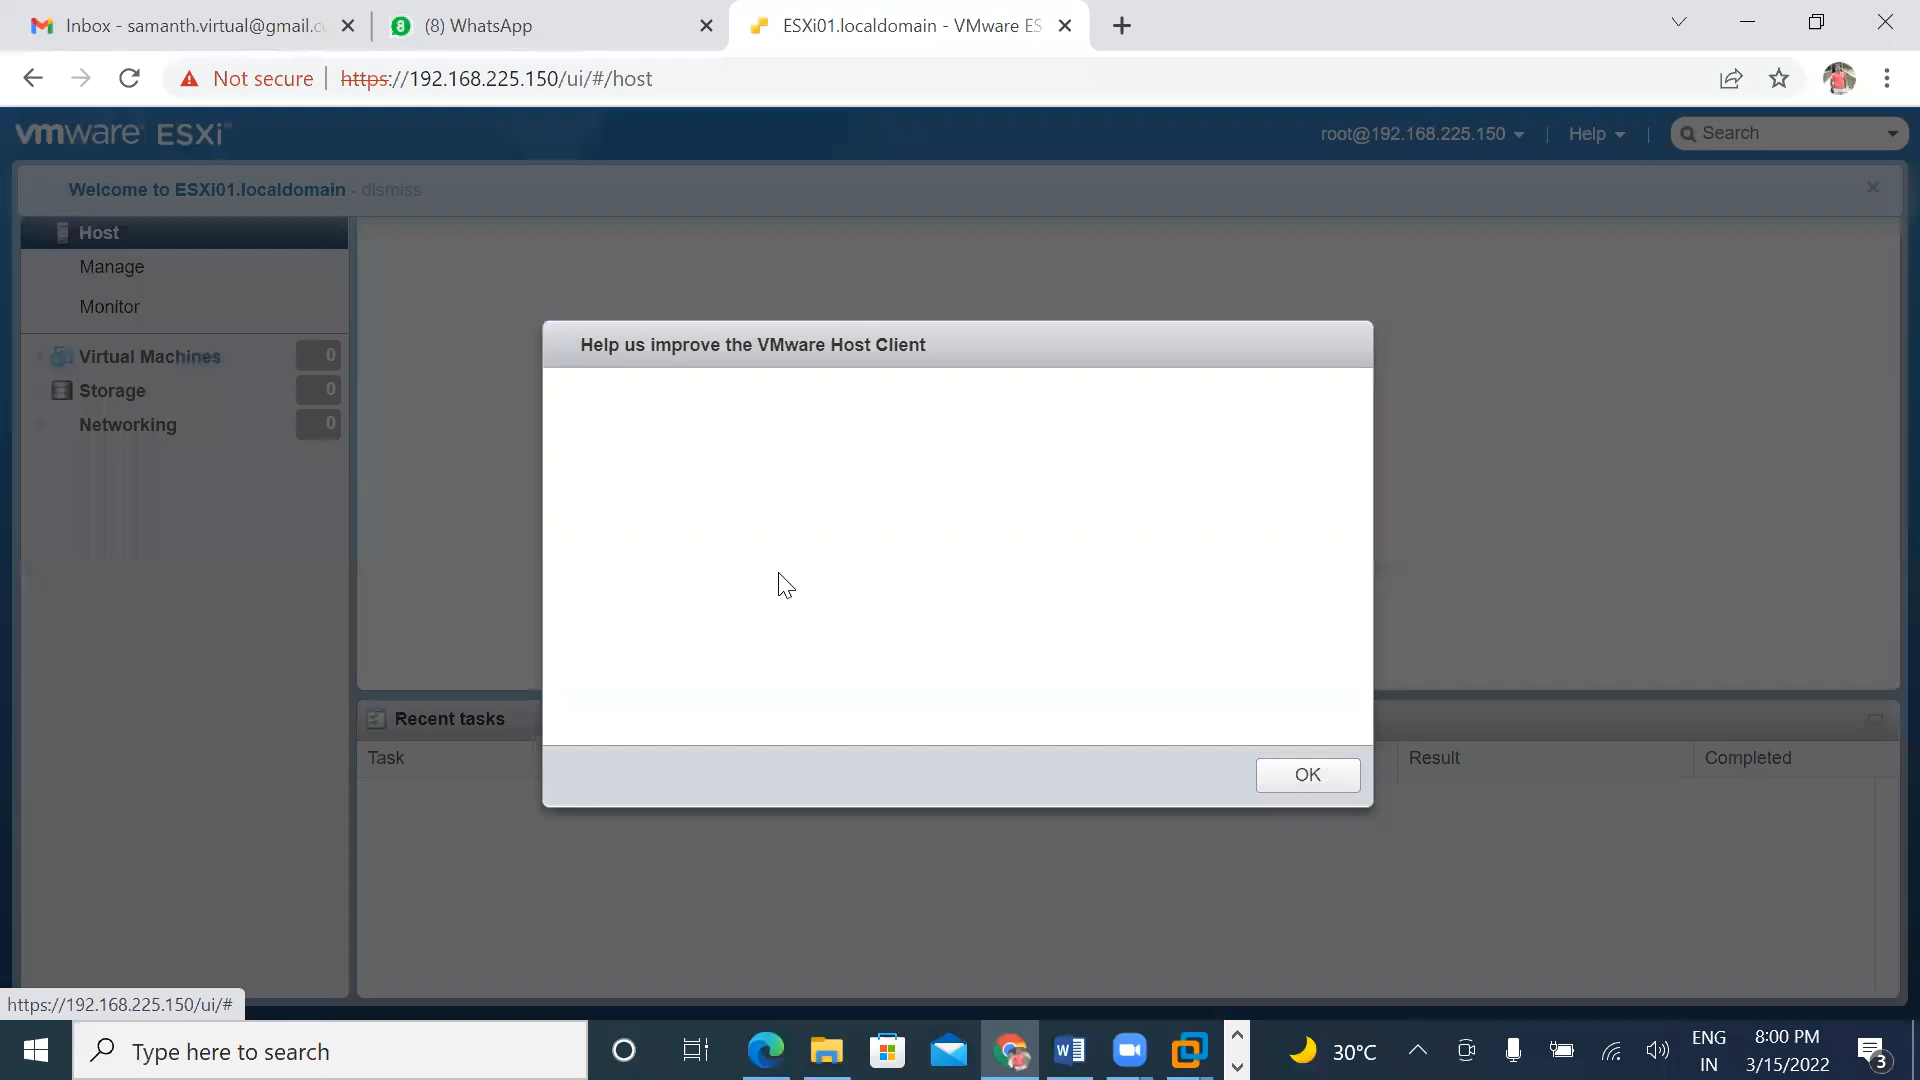 Inbox - samanth.virtual@gmail.c
(8) WhatsApp
ESXi01.localdomain - VMware ES
Not secure
https://192.168.225.150/ui/#/host
vmware ESXi
root@192.168.225.150
Help
Search
Welcome to ESXi01.localdomain - dismiss
Host
Manage
Monitor
Virtual Machines 0
Storage 0
Networking 0
Help us improve the VMware Host Client
OK
Recent tasks
Task
Result
Completed
https://192.168.225.150/ui/#
Type here to search
30°C
ENG
IN
8:00 PM
3/15/2022
3